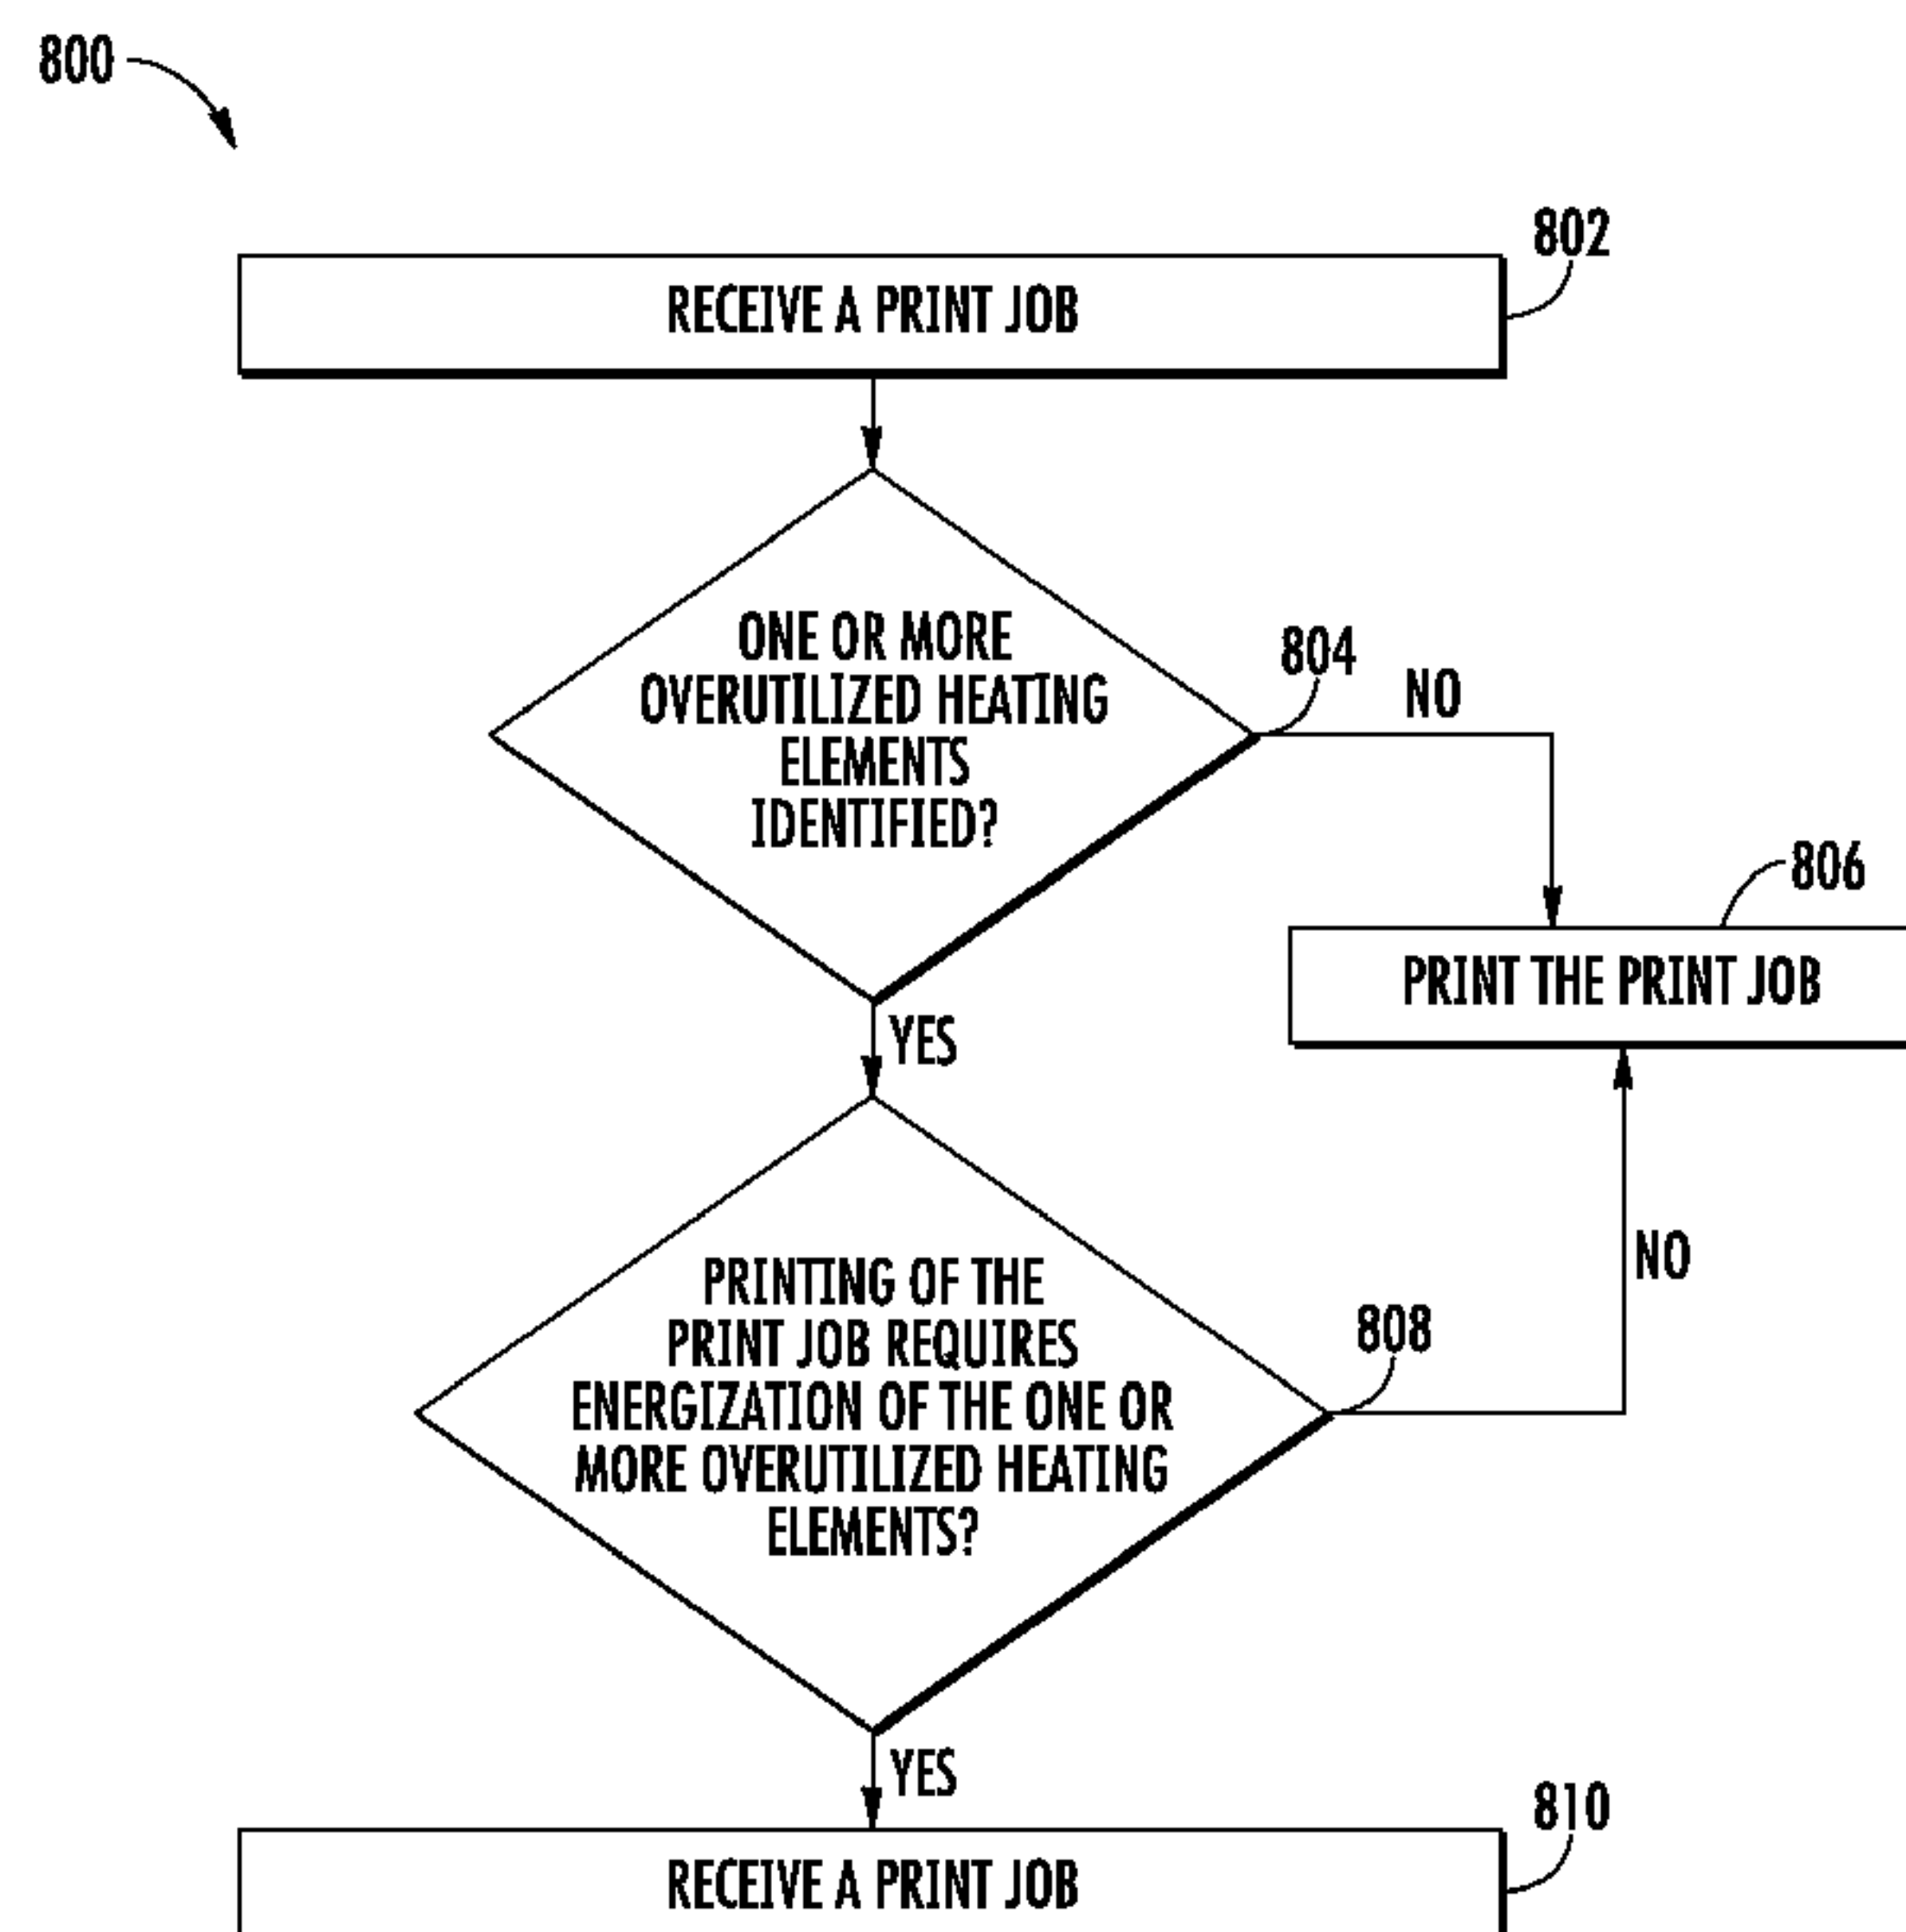 800
802
RECEIVE A PRINT JOB
ONE OR MORE
OVERUTILIZED HEATING
ELEMENTS
IDENTIFIED?
804
NO
806
PRINT THE PRINT JOB
YES
PRINTING OF THE
PRINT JOB REQUIRES
ENERGIZATION OF THE ONE OR
MORE OVERUTILIZED HEATING
ELEMENTS?
808
NO
YES
810
RECEIVE A PRINT JOB